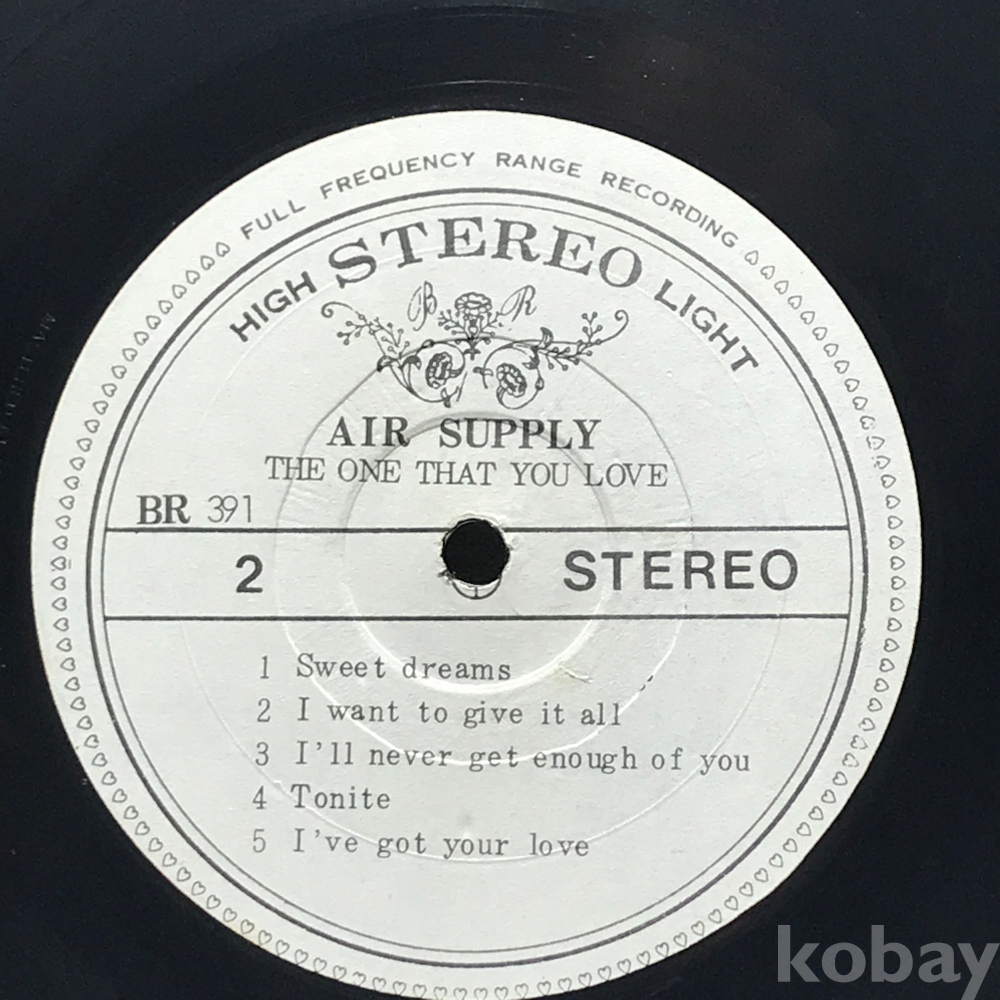 FULL FREQUENCY RANGE RECORDING
HIGH STEREO LIGHT
B R
AIR SUPPLY
THE ONE THAT YOU LOVE
BR 391
2 STEREO
1 Sweet dreams
2 I want to give it all
3 I'll never get enough of you
4 Tonite
5 I've got your love
kobay